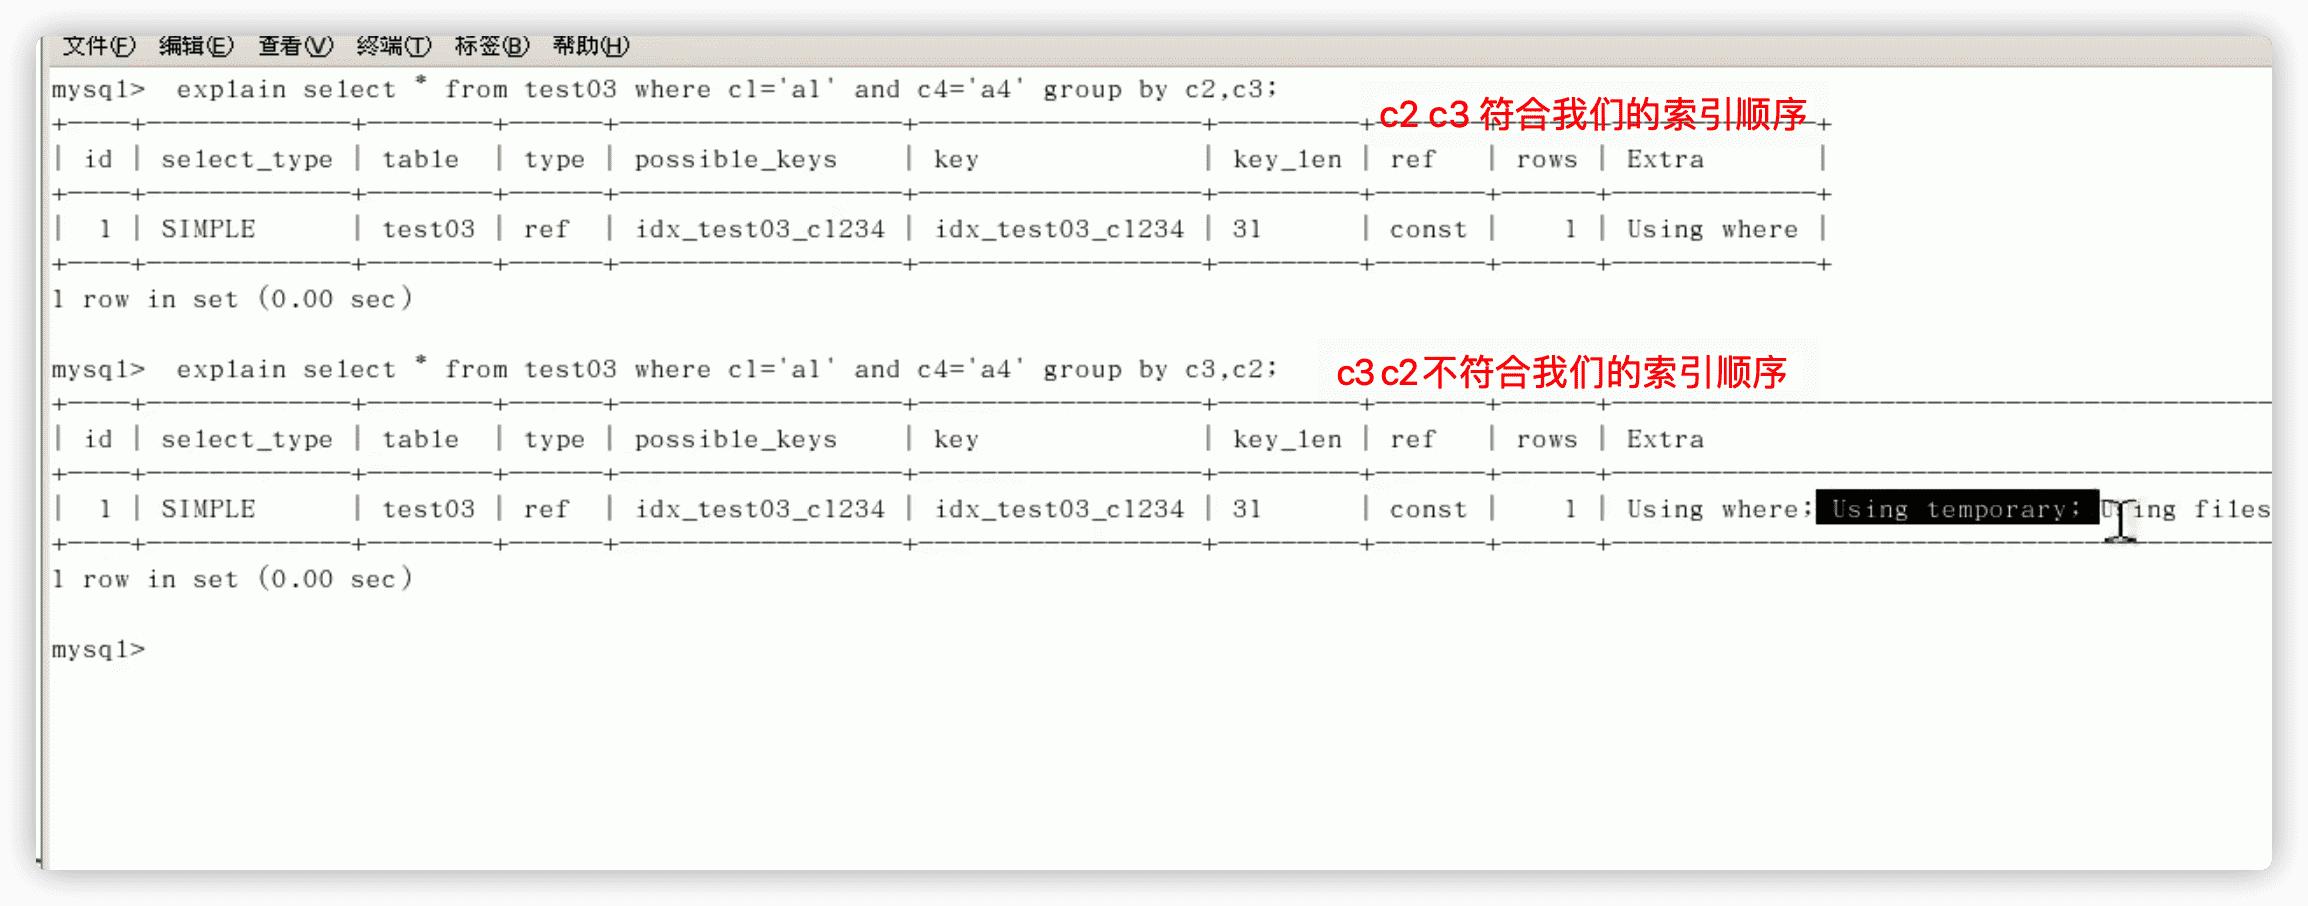 文件(F) 编辑(E) 查看(V) 终端(T) 标签(B) 帮助(H)
mysql> explain select * from test03 where c1='a1' and c4='a4' group by c2,c3;
c2 c3 符合我们的索引顺序
| id | select_type | table | type | possible_keys | key | key_len | ref | rows | Extra |
| 1 | SIMPLE | test03 | ref | idx_test03_c1234 | idx_test03_c1234 | 31 | const | 1 | Using where |
1 row in set (0.00 sec)
mysql> explain select * from test03 where c1='a1' and c4='a4' group by c3,c2;
c3 c2不符合我们的索引顺序
| id | select_type | table | type | possible_keys | key | key_len | ref | rows | Extra
| 1 | SIMPLE | test03 | ref | idx_test03_c1234 | idx_test03_c1234 | 31 | const | 1 | Using where; Using temporary; Using files
1 row in set (0.00 sec)
mysql>